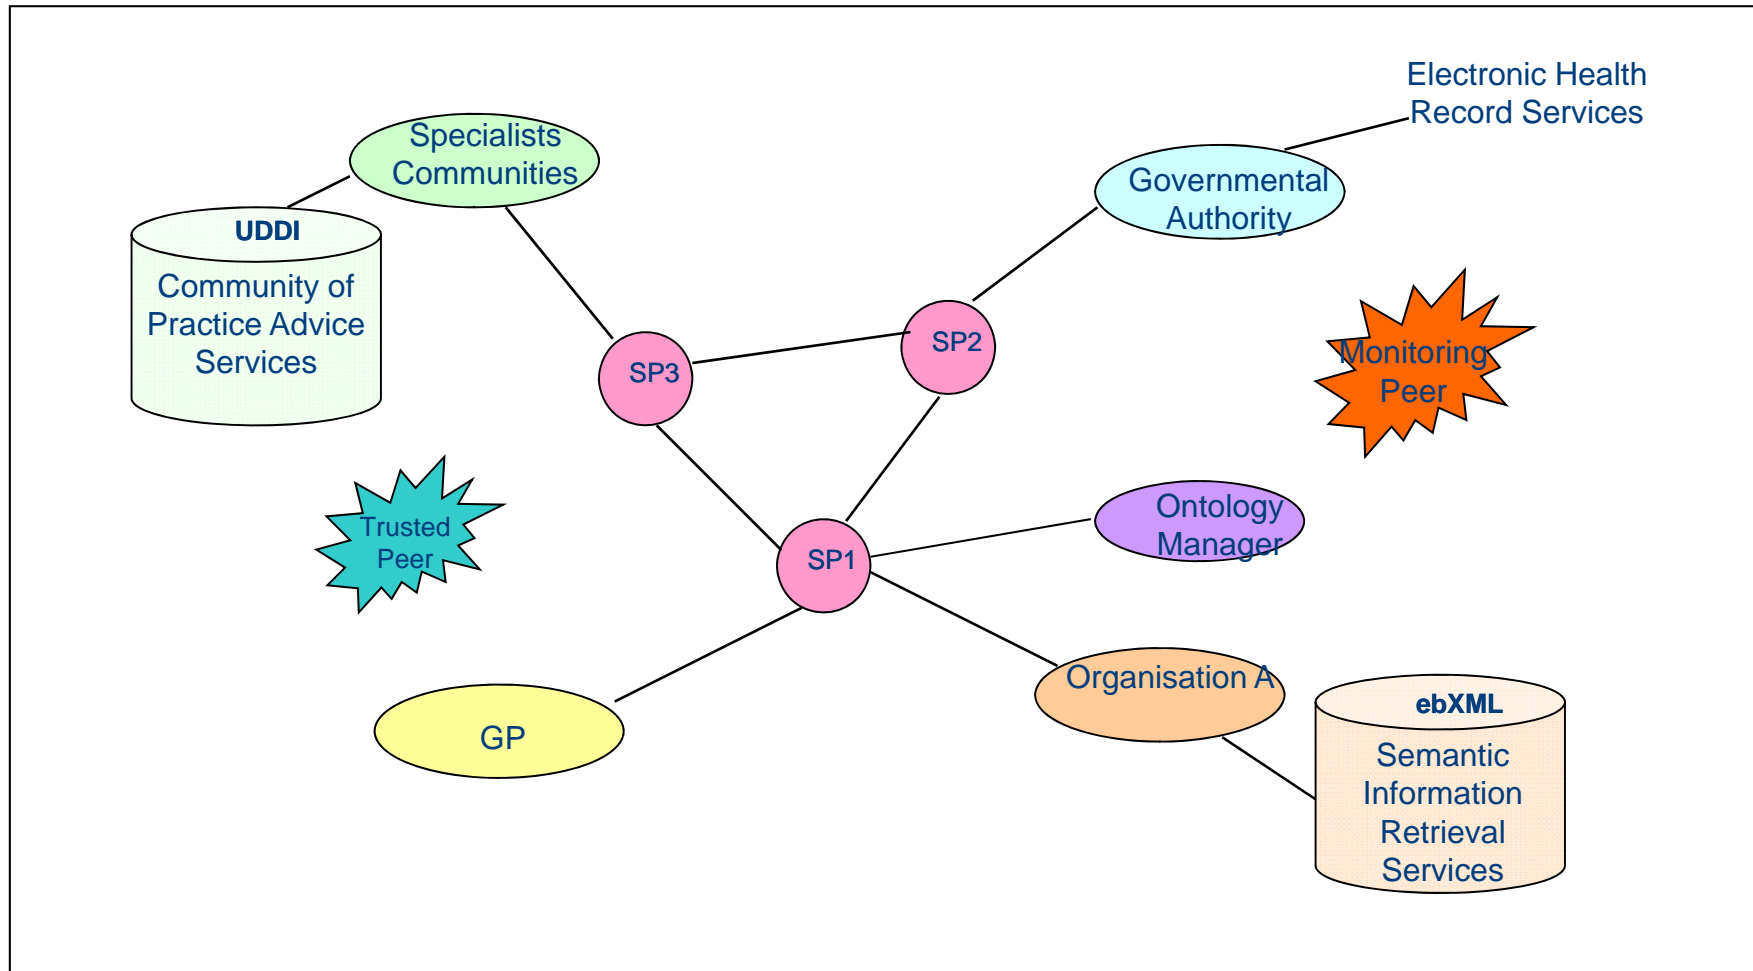 Electronic Health
Record Services
Specialists
Communities
Governmental
Authority
UDDI
Community of
Practice Advice
Services
SP3
SP2
Monitoring
Peer
Trusted
Peer
Ontology
Manager
SP1
Organisation A
GP
ebXML
Semantic
Information
Retrieval
Services